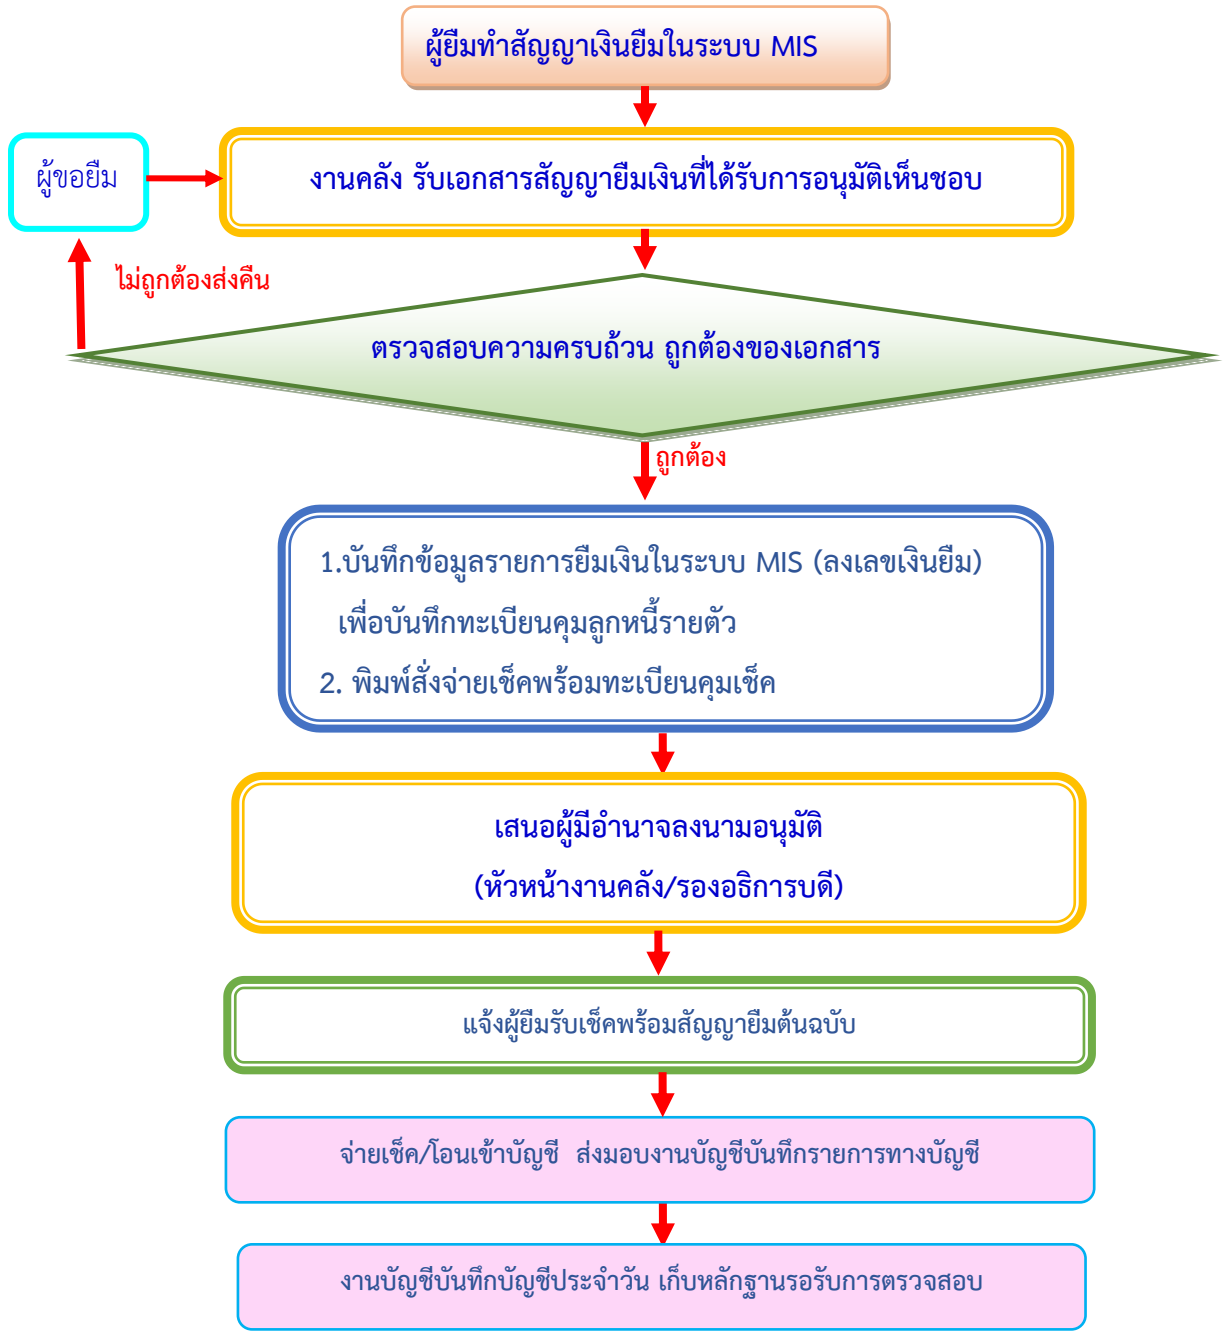 ผู้ยืมทำสัญญาเงินยืมในระบบ MIS
ผู้ขอยืม
งานคลัง รับเอกสารสัญญายืมเงินที่ได้รับการอนุมัติเห็นชอบ
ไม่ถูกต้องส่งคืน
ตรวจสอบความครบถ้วน ถูกต้องของเอกสาร
ถูกต้อง
1.บันทึกข้อมูลรายการยืมเงินในระบบ MIS (ลงเลขเงินยืม)
เพื่อบันทึกทะเบียนคุมลูกหนี้รายตัว
2. พิมพ์สั่งจ่ายเช็คพร้อมทะเบียนคุมเช็ค
เสนอผู้มีอำนาจลงนามอนุมัติ
(หัวหน้างานคลัง/รองอธิการบดี)
แจ้งผู้ยืมรับเช็คพร้อมสัญญายืมต้นฉบับ
จ่ายเช็ค/โอนเข้าบัญชี ส่งมอบงานบัญชีบันทึกรายการทางบัญชี
งานบัญชีบันทึกบัญชีประจำวัน เก็บหลักฐานรอรับการตรวจสอบ